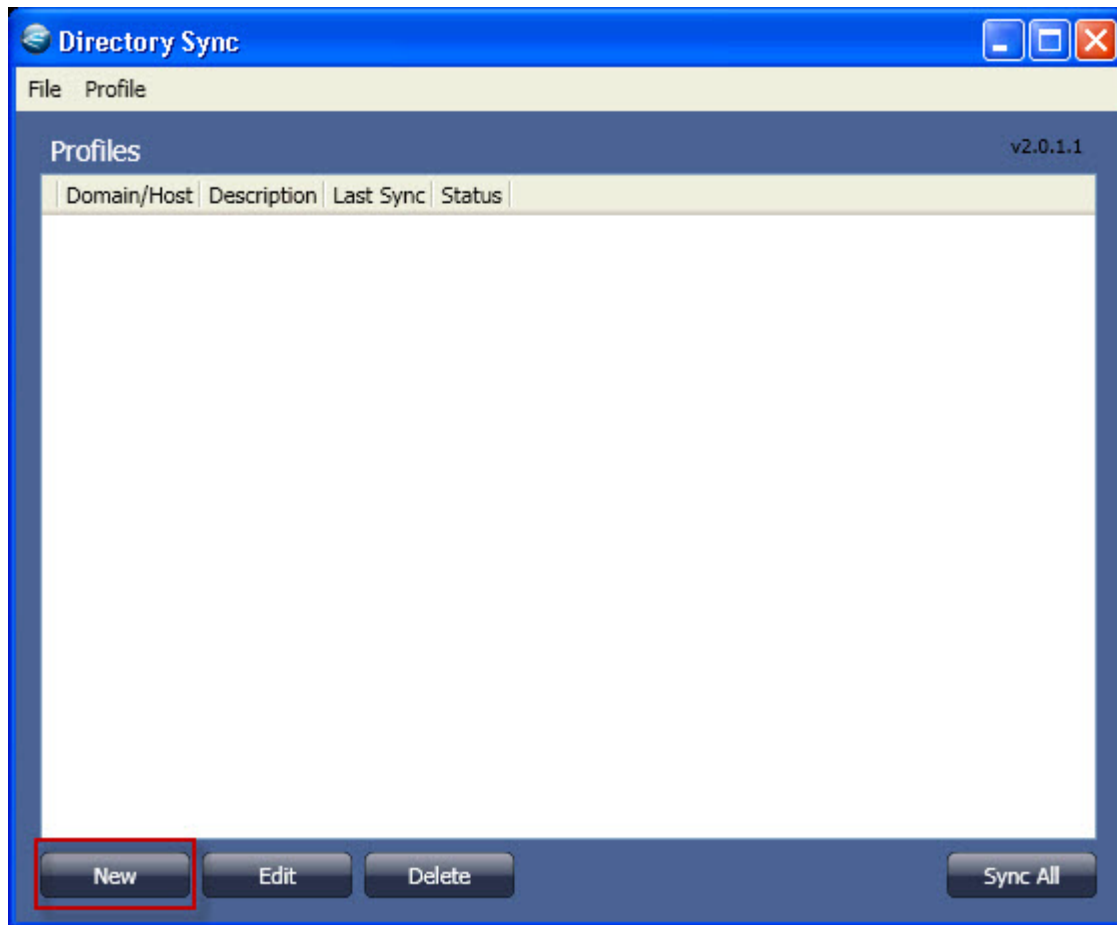 Directory Sync
File Profile
Profiles v2.0.1.1
Domain/Host Description Last Sync Status
New Edit Delete Sync All